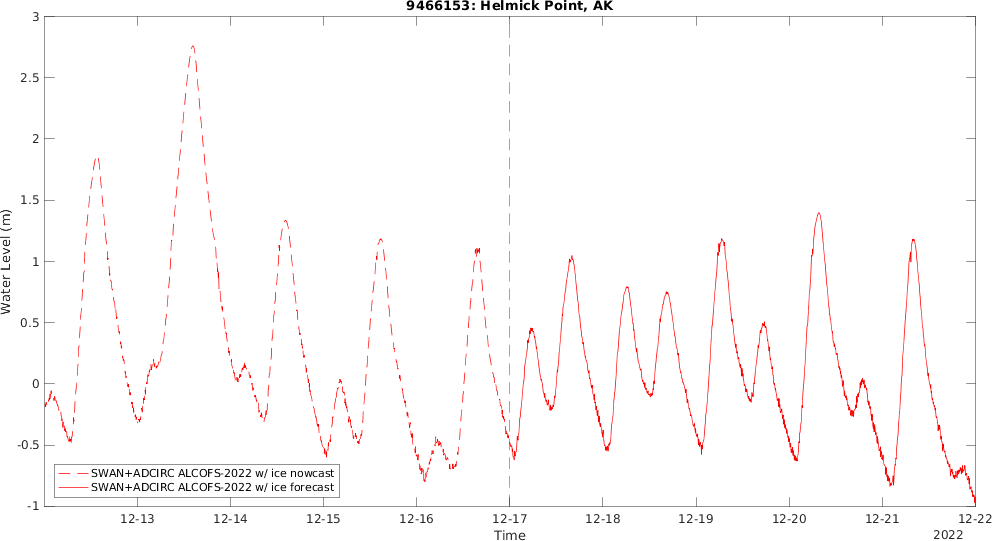 9466153: Helmick Point, AK
3
2.5
2
1.5
1
0.5
0
-0.5
-1
Water Level (m)
SWAN+ADCIRC ALCOFS-2022 w/ ice nowcast
SWAN+ADCIRC ALCOFS-2022 w/ ice forecast
12-13 12-14 12-15 12-16 12-17 12-18 12-19 12-20 12-21 12-22
Time
2022